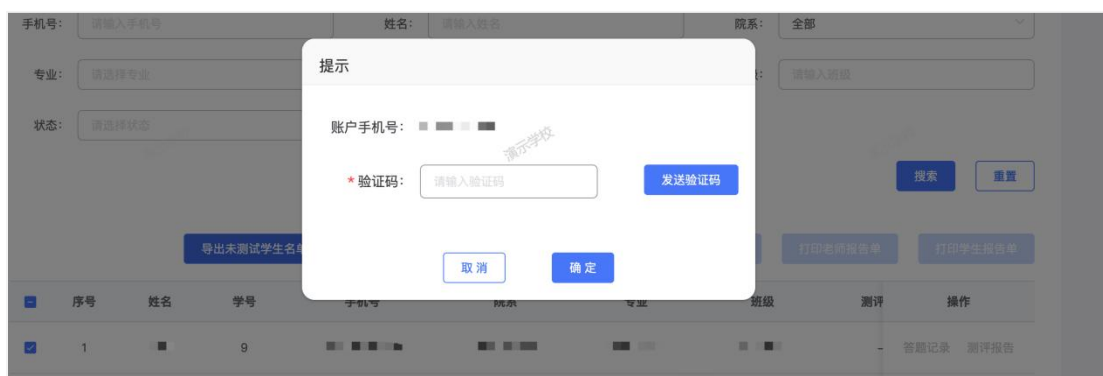 手机号： 请输入手机号 姓名： 请输入姓名 院系： 全部
提示
专业： 请选择专业 请输入班级
状态： 请选择状态
账户手机号：
演示学校
*验证码： 请输入验证码 发送验证码
搜索 重置
导出未测试学生名单 打印老师报告单 打印学生报告单
取消 确定
序号 姓名 学号 手机号 院系 专业 班级 测评 操作
1 9 - 答题记录 测评报告